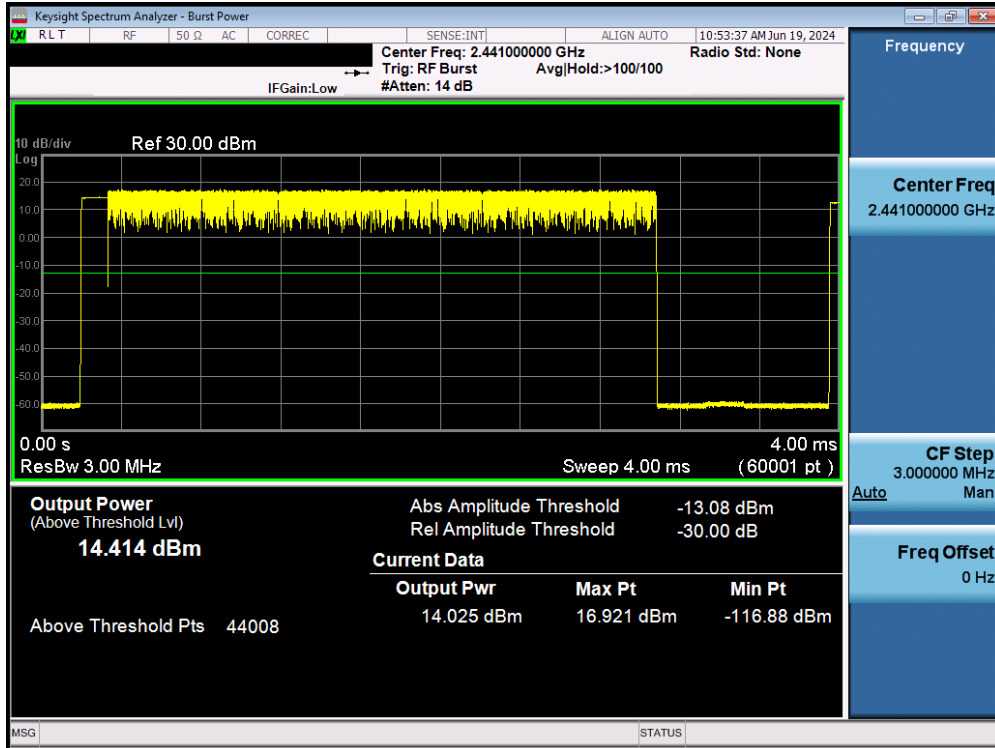 Keysight Spectrum Analyzer - Burst Power
LXI RLT RF 50 Ω AC CORREC SENSE:INT ALIGN AUTO 10:53:37 AM Jun 19, 2024
Center Freq: 2.441000000 GHz Radio Std: None
Trig: RF Burst Avg|Hold:>100/100
IFGain:Low #Atten: 14 dB
10 dB/div Ref 30.00 dBm
Log
20.0
10.0
0.00
-10.0
-20.0
-30.0
-40.0
-50.0
-60.0
0.00 s 4.00 ms
ResBw 3.00 MHz Sweep 4.00 ms (60001 pt )
Output Power
(Above Threshold Lvl)
14.414 dBm
Above Threshold Pts 44008
Abs Amplitude Threshold -13.08 dBm
Rel Amplitude Threshold -30.00 dB
Current Data
Output Pwr Max Pt Min Pt
14.025 dBm 16.921 dBm -116.88 dBm
MSG STATUS
Frequency
Center Freq
2.441000000 GHz
CF Step
3.000000 MHz
Auto Man
Freq Offset
0 Hz